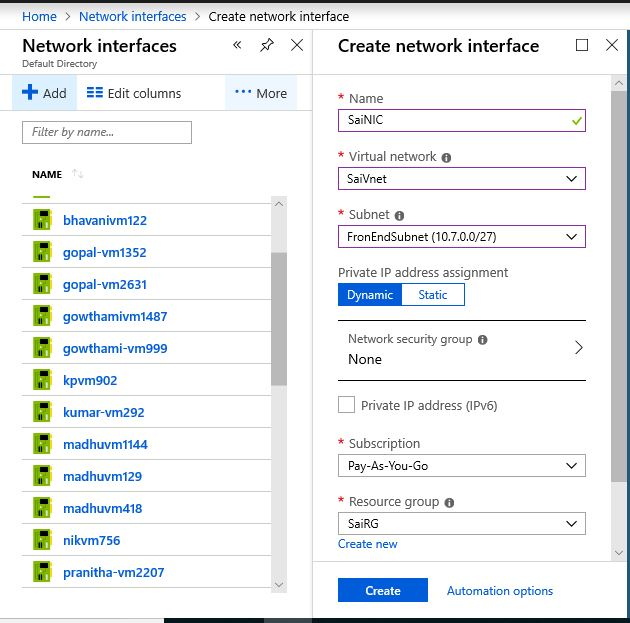 Home > Network interfaces > Create network interface
Network interfaces
Default Directory
Add
Edit columns
More
Filter by name...
NAME
bhavanivm122
gopal-vm1352
gopal-vm2631
gowthamivm1487
gowthami-vm999
kpvm902
kumar-vm292
madhuvm1144
madhuvm129
madhuvm418
nikvm756
pranitha-vm2207
Create network interface
* Name
SaiNIC
* Virtual network
SaiVnet
* Subnet
FronEndSubnet (10.7.0.0/27)
Private IP address assignment
Dynamic Static
Network security group
None
Private IP address (IPv6)
* Subscription
Pay-As-You-Go
* Resource group
SaiRG
Create new
Create Automation options